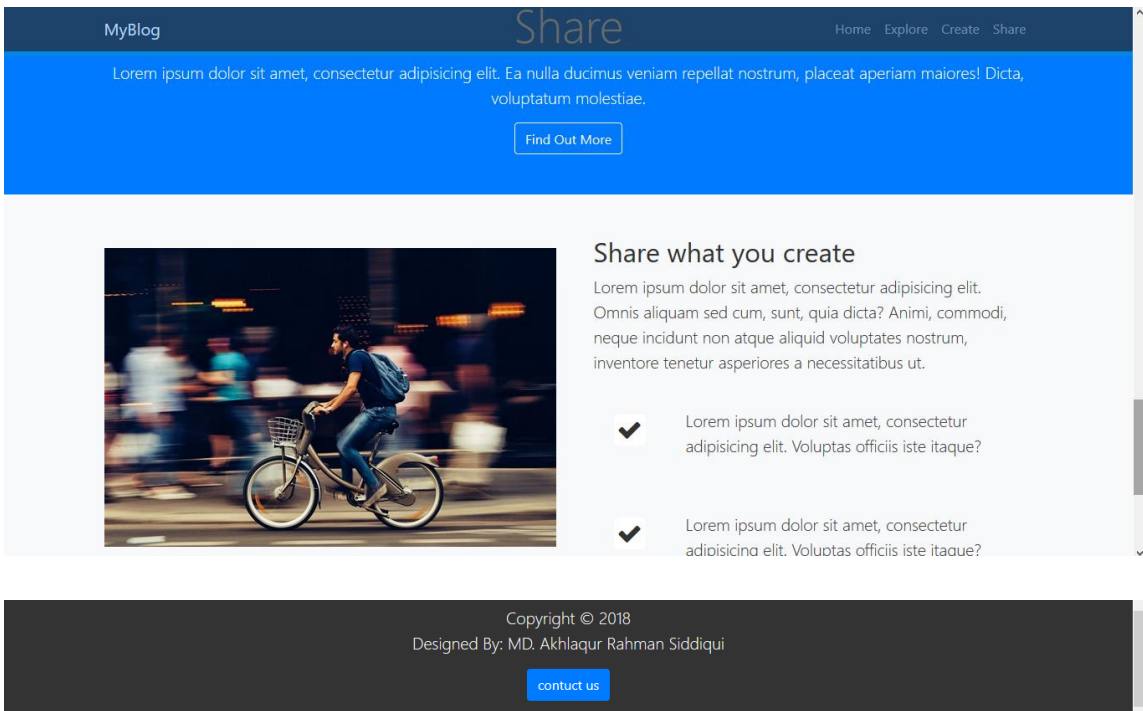 MyBlog
Share
Home Explore Create Share
Lorem ipsum dolor sit amet, consectetur adipisicing elit. Ea nulla ducimus veniam repellat nostrum, placeat aperiam maiores! Dicta,
voluptatum molestiae.
Find Out More
Share what you create
Lorem ipsum dolor sit amet, consectetur adipisicing elit.
Omnis aliquam sed cum, sunt, quia dicta? Animi, commodi,
neque incidunt non atque aliquid voluptates nostrum,
inventore tenetur asperiores a necessitatibus ut.
Lorem ipsum dolor sit amet, consectetur
adipisicing elit. Voluptas officiis iste itaque?
Lorem ipsum dolor sit amet, consectetur
adipisicing elit. Voluptas officiis iste itaque?
Copyright © 2018
Designed By: MD. Akhlaqur Rahman Siddiqui
contuct us